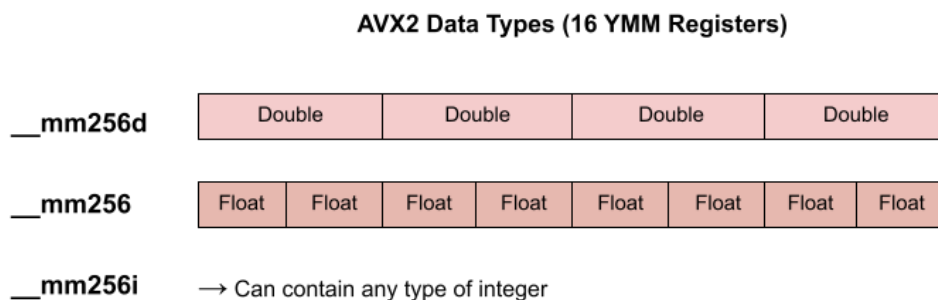 AVX2 Data Types (16 YMM Registers)
__mm256d Double Double Double Double
__mm256 Float Float Float Float Float Float Float Float
__mm256i → Can contain any type of integer